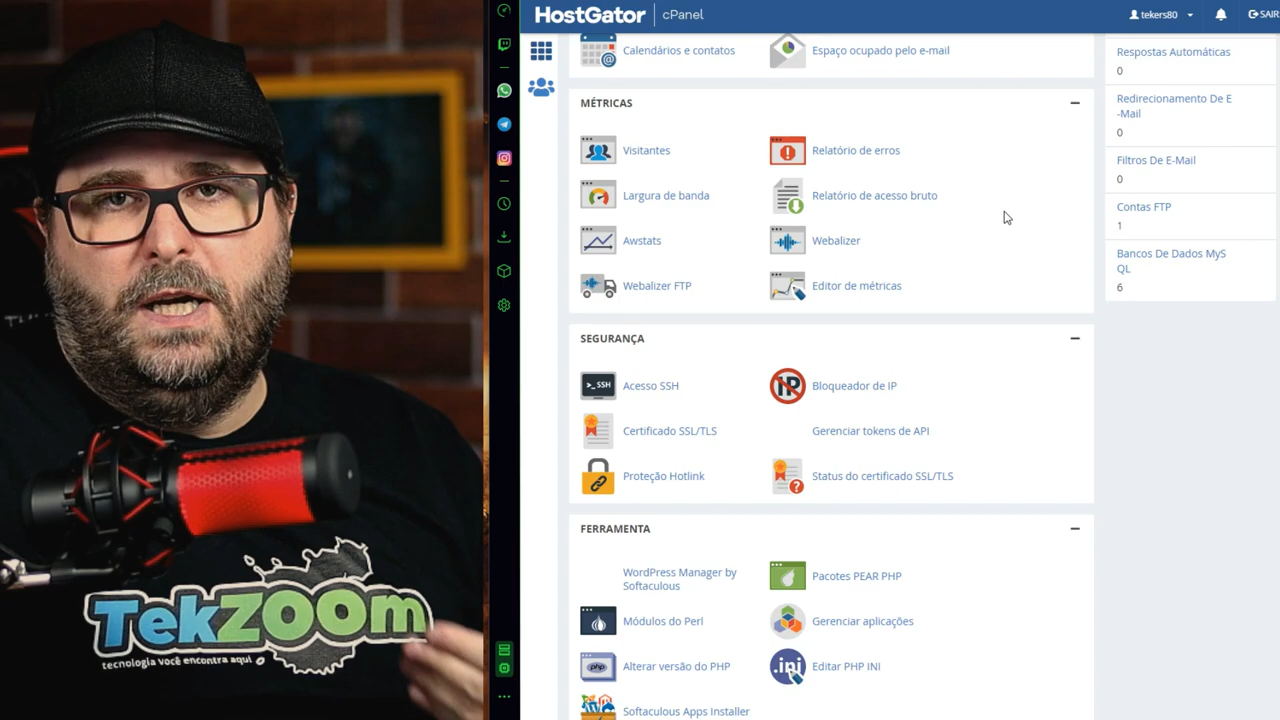 HostGator
cPanel
tekers80
SAIR
Calendários e contatos
Espaço ocupado pelo e-mail
MÉTRICAS
Visitantes
Relatório de erros
Largura de banda
Relatório de acesso bruto
Awstats
Webalizer
Webalizer FTP
Editor de métricas
SEGURANÇA
>_SSH
Acesso SSH
IP
Bloqueador de IP
Certificado SSL/TLS
Gerenciar tokens de API
Proteção Hotlink
Status do certificado SSL/TLS
FERRAMENTA
WordPress Manager by
Softaculous
Pacotes PEAR PHP
Módulos do Perl
Gerenciar aplicações
php
Alterar versão do PHP
.ini
Editar PHP INI
Softaculous Apps Installer
Respostas Automáticas
0
Redirecionamento De E
-Mail
0
Filtros De E-Mail
0
Contas FTP
1
Bancos De Dados MyS
QL
6
TekZOOm
tecnologia você encontra aqui